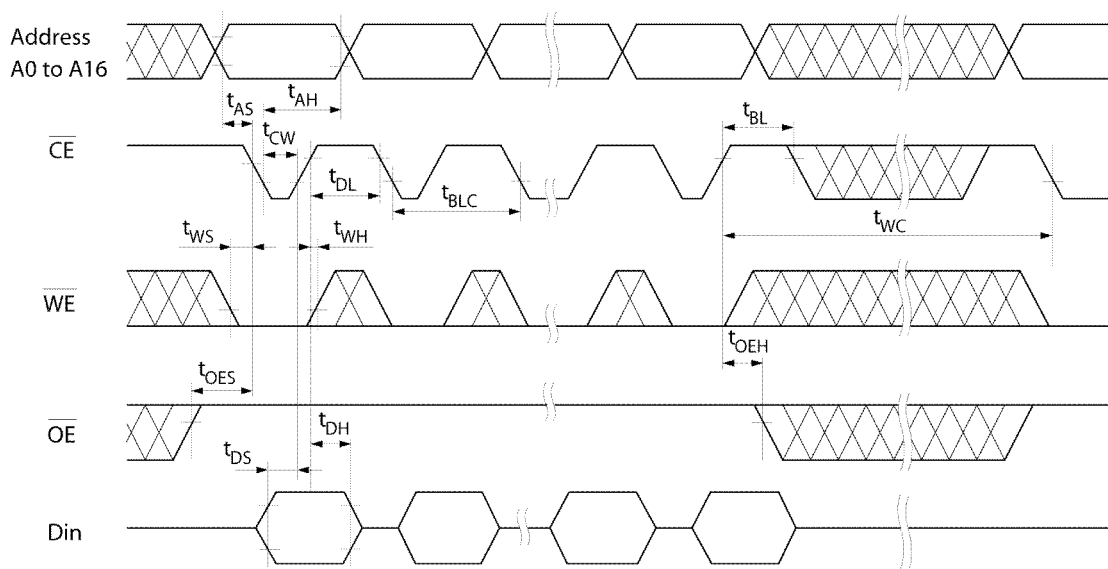 Address
A0 to A16
tAS
tAH
tCW
tBL
CE
tDL
tBLC
tWC
tWS
tWH
WE
tOEH
tOES
OE
tDH
tDS
Din